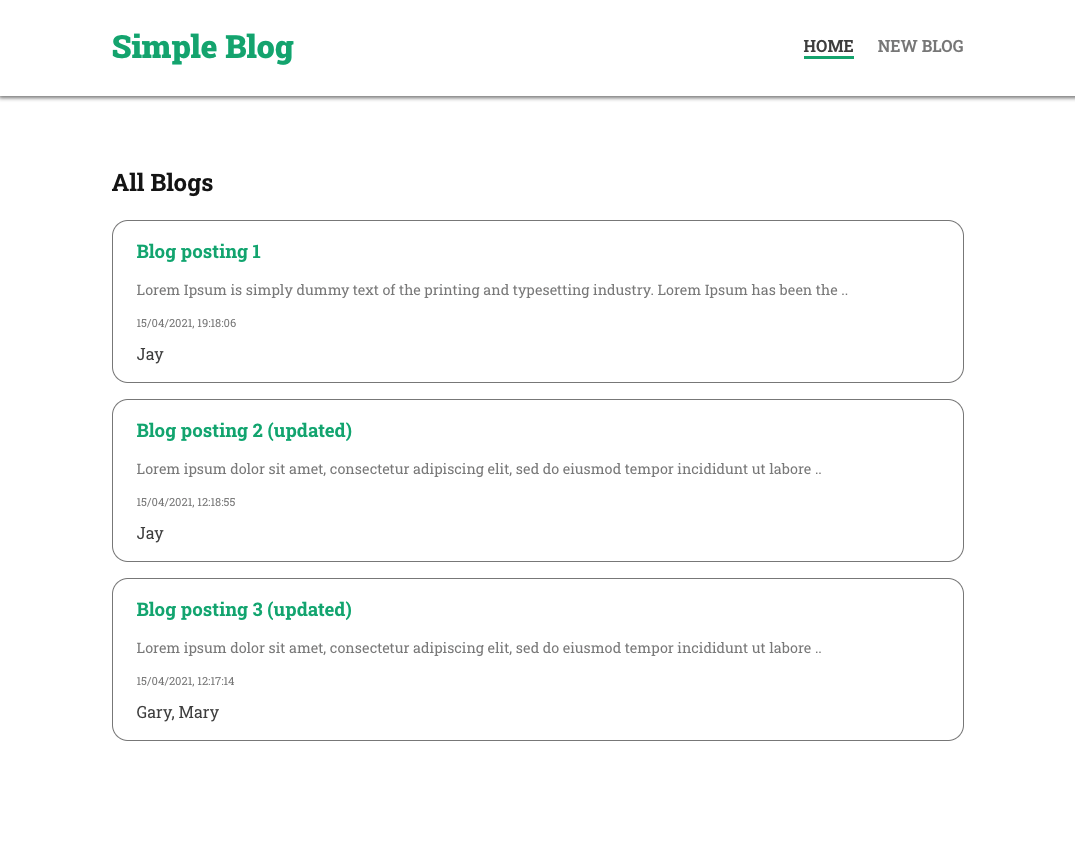 Simple Blog
HOME NEW BLOG
All Blogs
Blog posting 1
Lorem Ipsum is simply dummy text of the printing and typesetting industry. Lorem Ipsum has been the ..
15/04/2021, 19:18:06
Jay
Blog posting 2 (updated)
Lorem ipsum dolor sit amet, consectetur adipiscing elit, sed do eiusmod tempor incididunt ut labore ..
15/04/2021, 12:18:55
Jay
Blog posting 3 (updated)
Lorem ipsum dolor sit amet, consectetur adipiscing elit, sed do eiusmod tempor incididunt ut labore ..
15/04/2021, 12:17:14
Gary, Mary